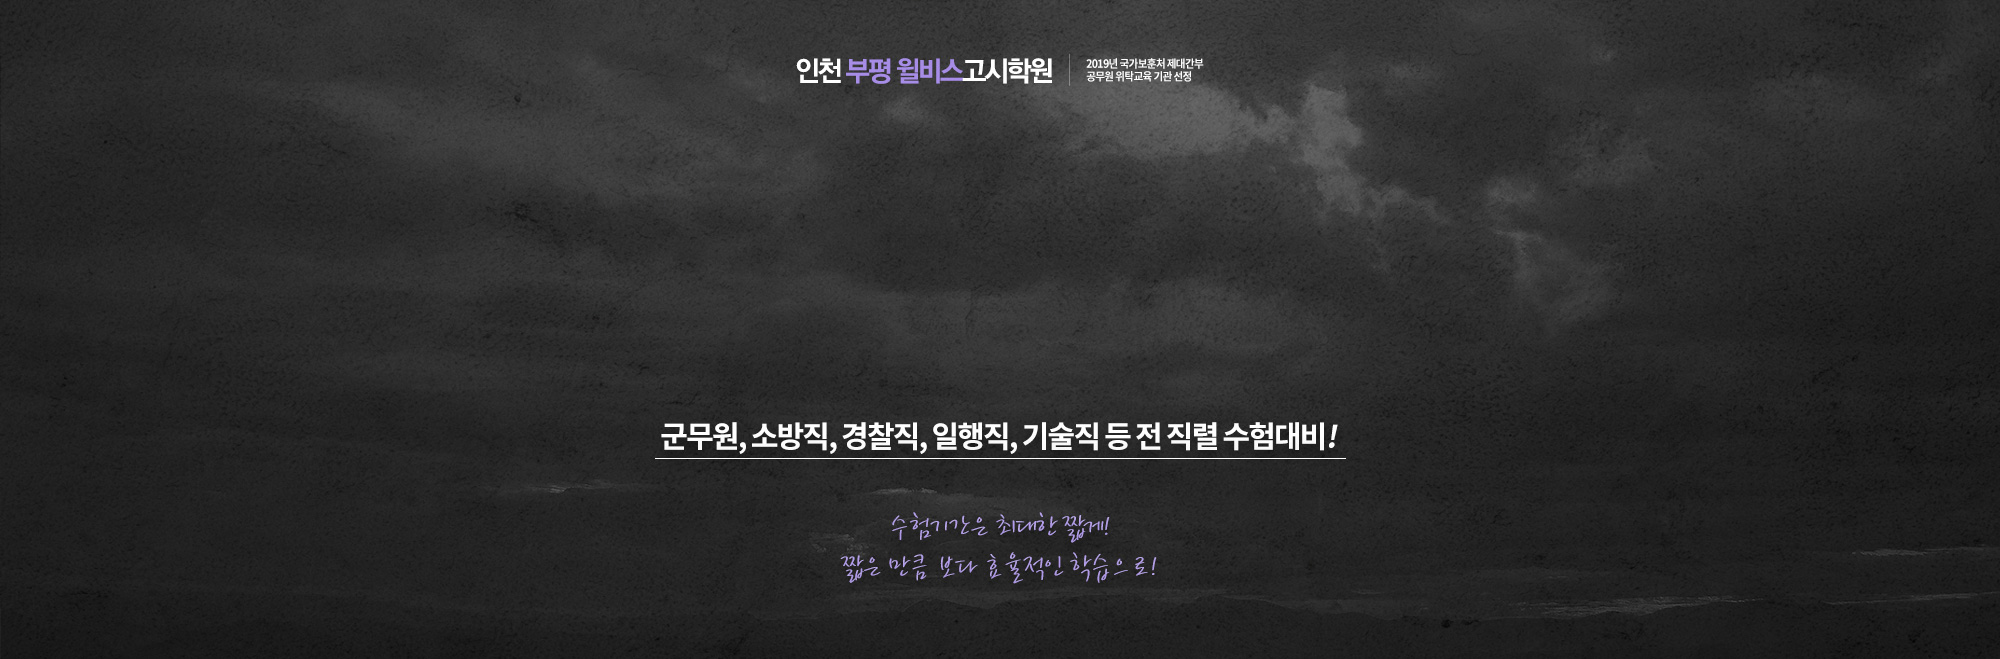 인천 부평 윌비스고시학원
2019년 국가보훈처 제대간부
공무원 위탁교육 기관 선정
군무원, 소방직, 경찰직, 일행직, 기술직 등 전 직렬 수험대비!
수험기간은 최대한 짧게!
짧은 만큼 보다 효율적인 학습으로!